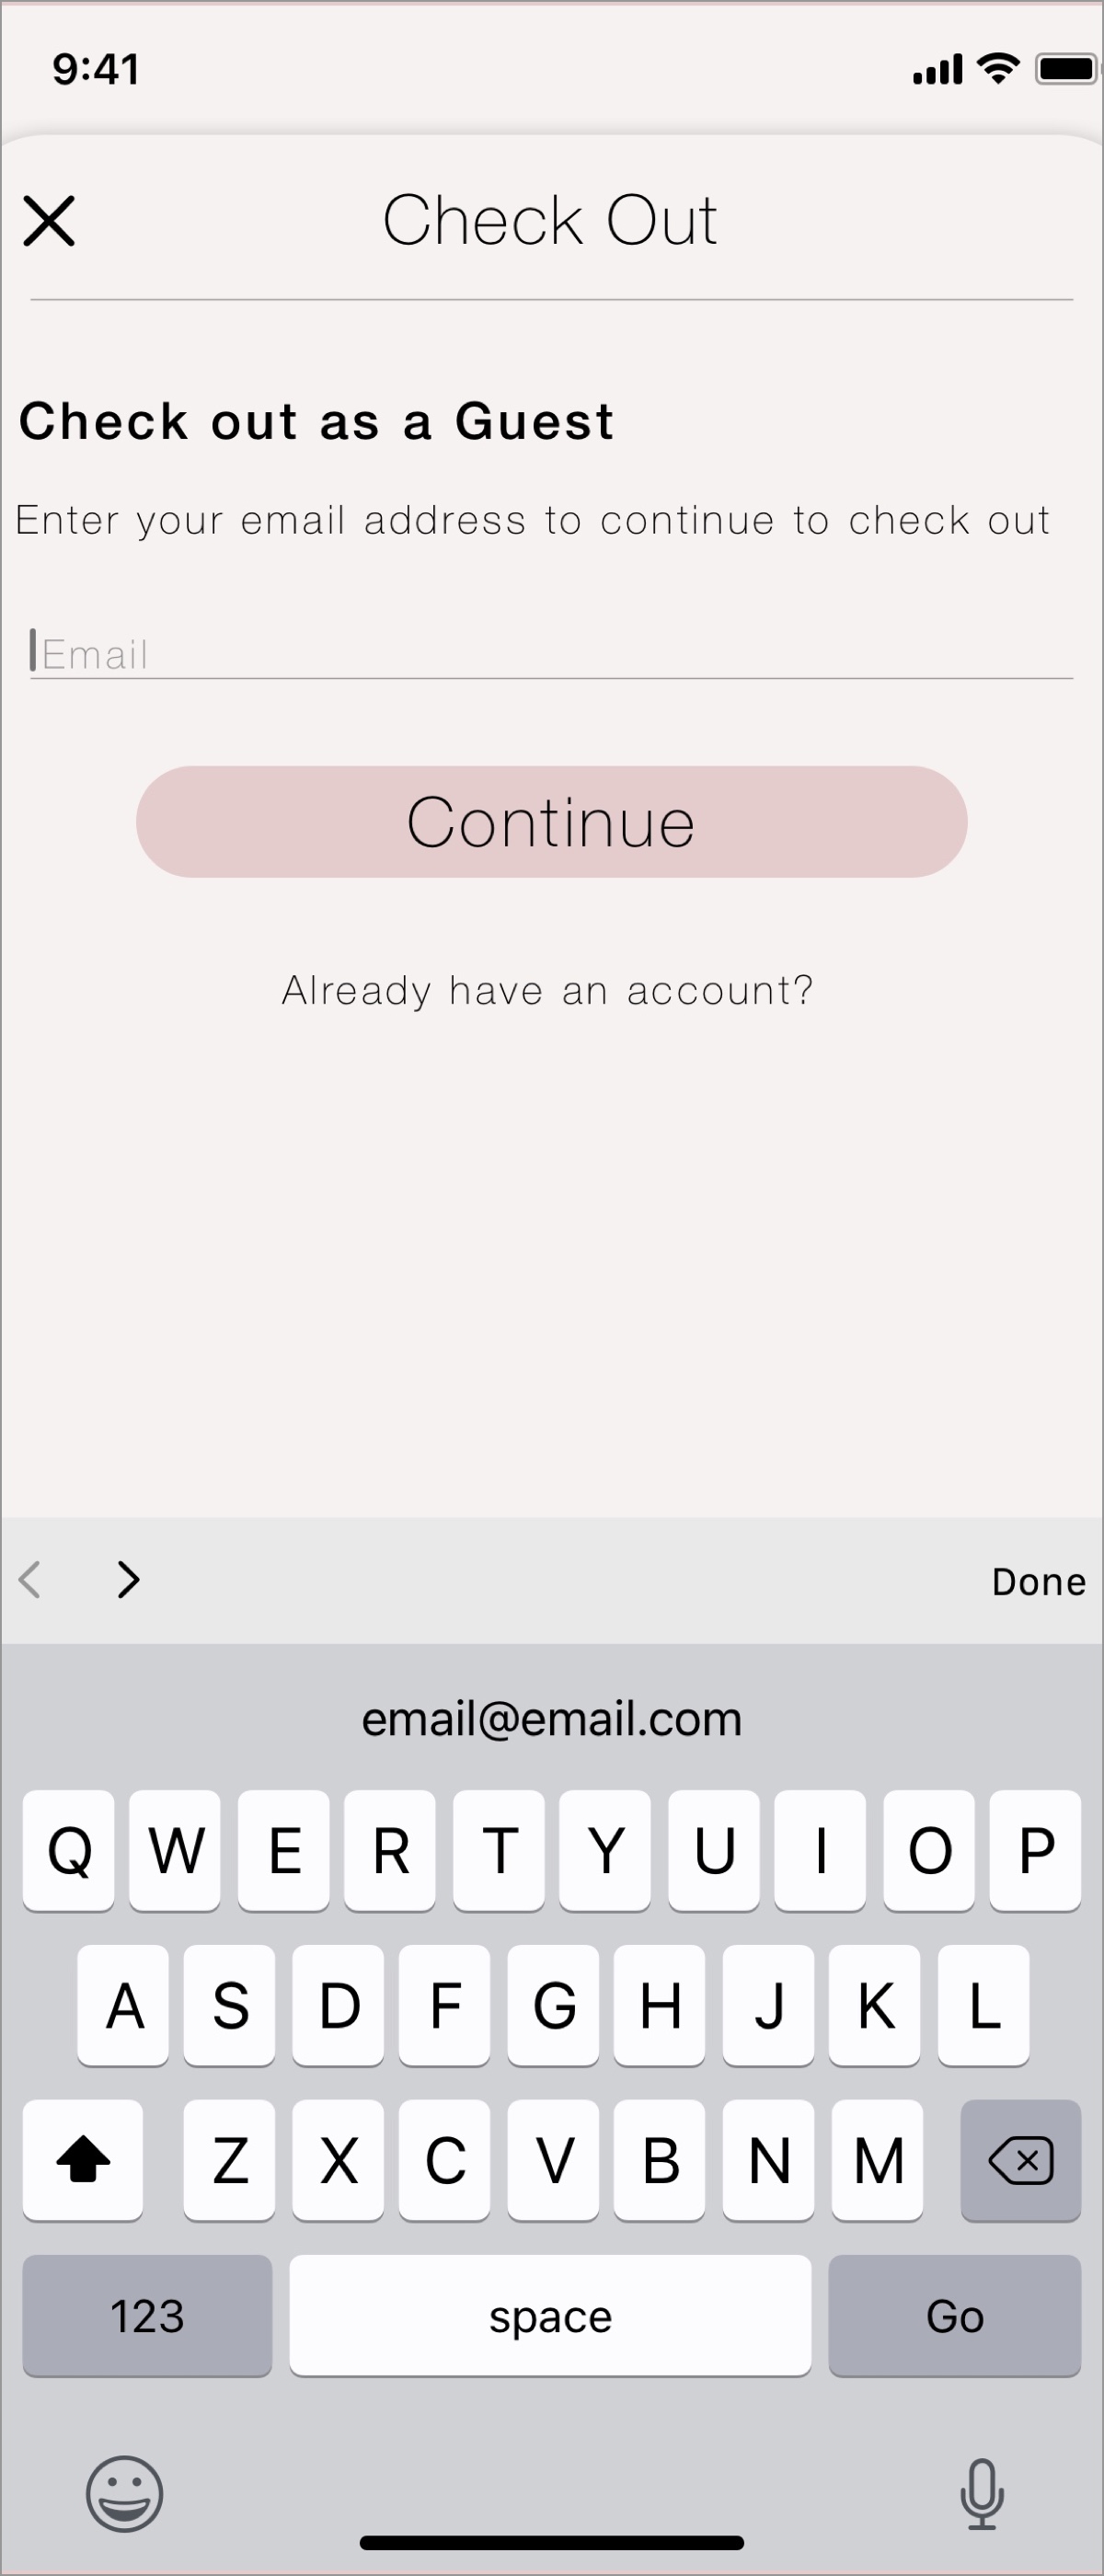 9:41
Check Out
Check out as a Guest
Enter your email address to continue to check out
Email
Continue
Already have an account?
Done
email@email.com
Q W E R T Y U I O P
A S D F G H J K L
Z X C V B N M
123 space Go